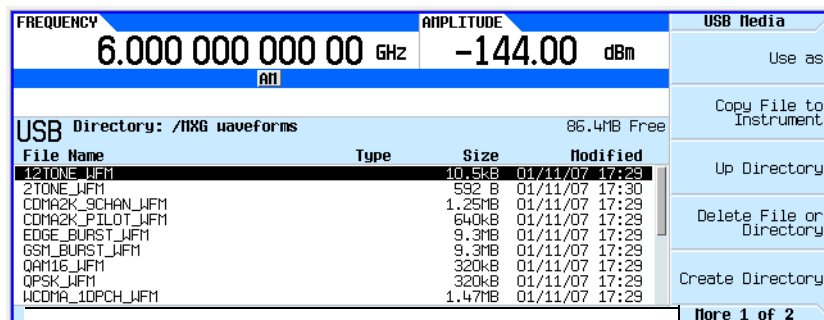 FREQUENCY
6.000 000 000 00 GHz
AMPLITUDE
-144.00 dBm
AM
USB Directory: /MXG waveforms 86.4MB Free
File Name Type Size Modified
12TONE_WFM 10.5kB 01/11/07 17:29
2TONE_WFM 592 B 01/11/07 17:30
CDMA2K_9CHAN_WFM 1.25MB 01/11/07 17:29
CDMA2K_PILOT_WFM 640kB 01/11/07 17:29
EDGE_BURST_WFM 9.3MB 01/11/07 17:29
GSM_BURST_WFM 9.3MB 01/11/07 17:29
QAM16_WFM 320kB 01/11/07 17:29
QPSK_WFM 320kB 01/11/07 17:29
WCDMA_1DPCH_WFM 1.47MB 01/11/07 17:29
USB Media
Use as
Copy File to
Instrument
Up Directory
Delete File or
Directory
Create Directory
More 1 of 2